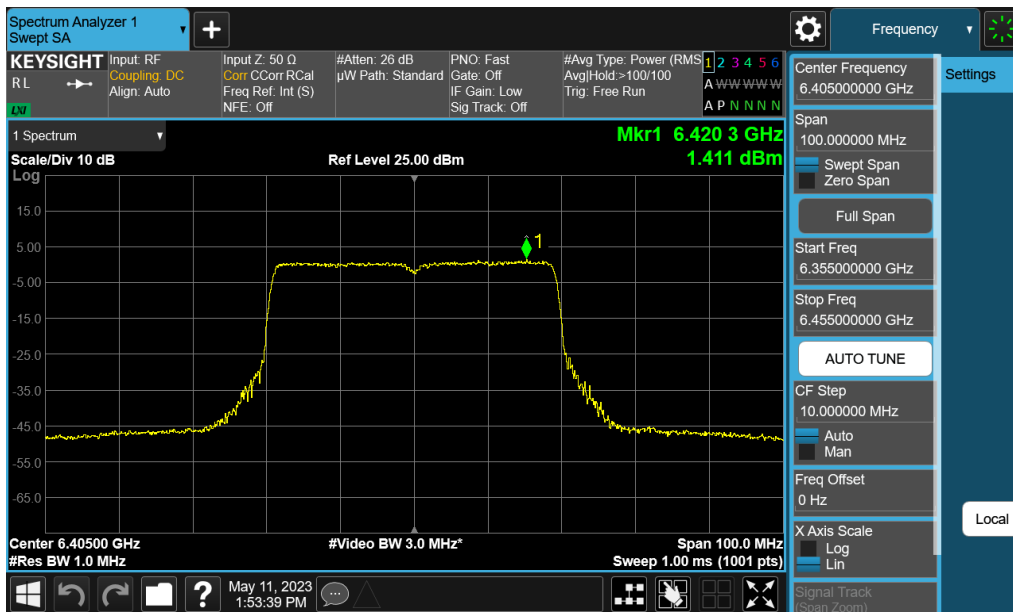 Spectrum Analyzer 1
Swept SA
+
Frequency
KEYSIGHT
R L
LXI
Input: RF
Coupling: DC
Align: Auto
Input Z: 50 Ω
Corr CCorr RCal
Freq Ref: Int (S)
NFE: Off
#Atten: 26 dB
µW Path: Standard
PNO: Fast
Gate: Off
IF Gain: Low
Sig Track: Off
#Avg Type: Power (RMS
Avg|Hold:>100/100
Trig: Free Run
1 2 3 4 5 6
A W W W W W
A P N N N N
1 Spectrum
Mkr1 6.420 3 GHz
1.411 dBm
Scale/Div 10 dB
Ref Level 25.00 dBm
Log
15.0
5.00
-5.00
-15.0
-25.0
-35.0
-45.0
-55.0
-65.0
1
Center 6.40500 GHz
#Video BW 3.0 MHz*
Span 100.0 MHz
#Res BW 1.0 MHz
Sweep 1.00 ms (1001 pts)
Center Frequency
6.405000000 GHz
Span
100.000000 MHz
Swept Span
Zero Span
Full Span
Start Freq
6.355000000 GHz
Stop Freq
6.455000000 GHz
AUTO TUNE
CF Step
10.000000 MHz
Auto
Man
Freq Offset
0 Hz
X Axis Scale
Log
Lin
Signal Track
(Span Zoom)
Settings
Local
?
May 11, 2023
1:53:39 PM